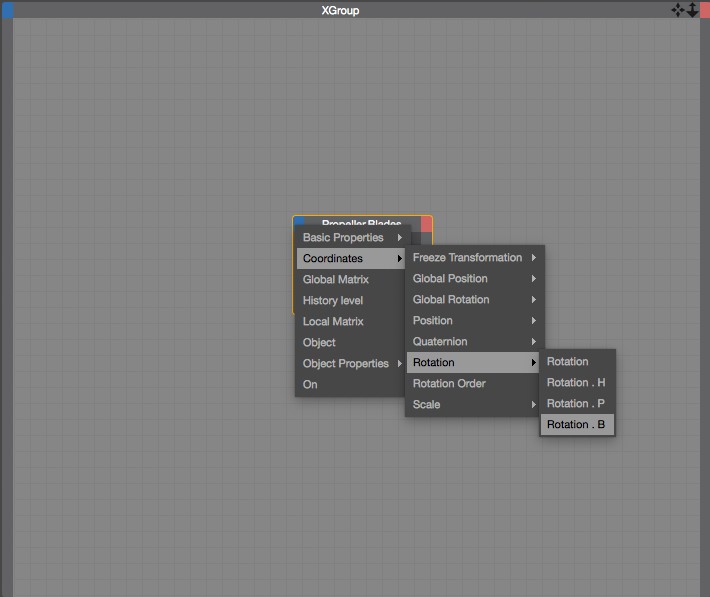 XGroup
Propeller Blades
Basic Properties
Coordinates
Global Matrix
History level
Local Matrix
Object
Object Properties
On
Freeze Transformation
Global Position
Global Rotation
Position
Quaternion
Rotation
Rotation Order
Scale
Rotation
Rotation . H
Rotation . P
Rotation . B